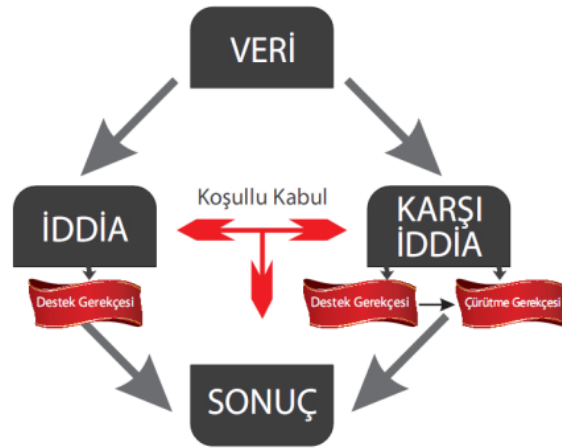 VERİ
Koşullu Kabul
İDDİA
KARŞI
İDDİA
Destek Gerekçesi
Destek Gerekçesi
Çürütme Gerekçesi
SONUÇ